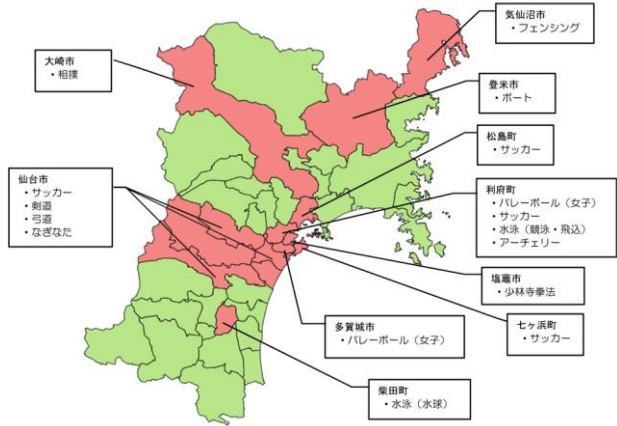 気仙沼市
・フェンシング
大崎市
・相撲
登米市
・ボート
松島町
・サッカー
仙台市
・サッカー
・剣道
・弓道
・なぎなた
利府町
・バレーボール（女子）
・サッカー
・水泳（競泳・飛込）
・アーチェリー
塩竈市
・少林寺拳法
七ヶ浜町
・サッカー
多賀城市
・バレーボール（女子）
柴田町
・水泳（水球）